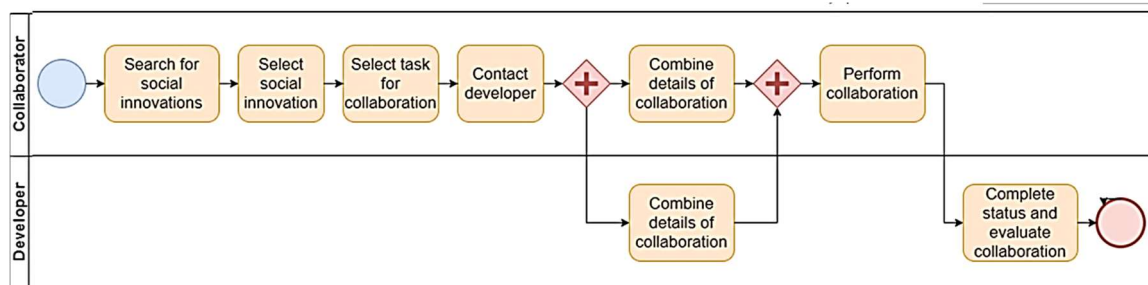 Collaborator
Search for
social
innovations
Select
social
innovation
Select task
for
collaboration
Contact
developer
Combine
details of
collaboration
Perform
collaboration
Developer
Combine
details of
collaboration
Complete
status and
evaluate
collaboration